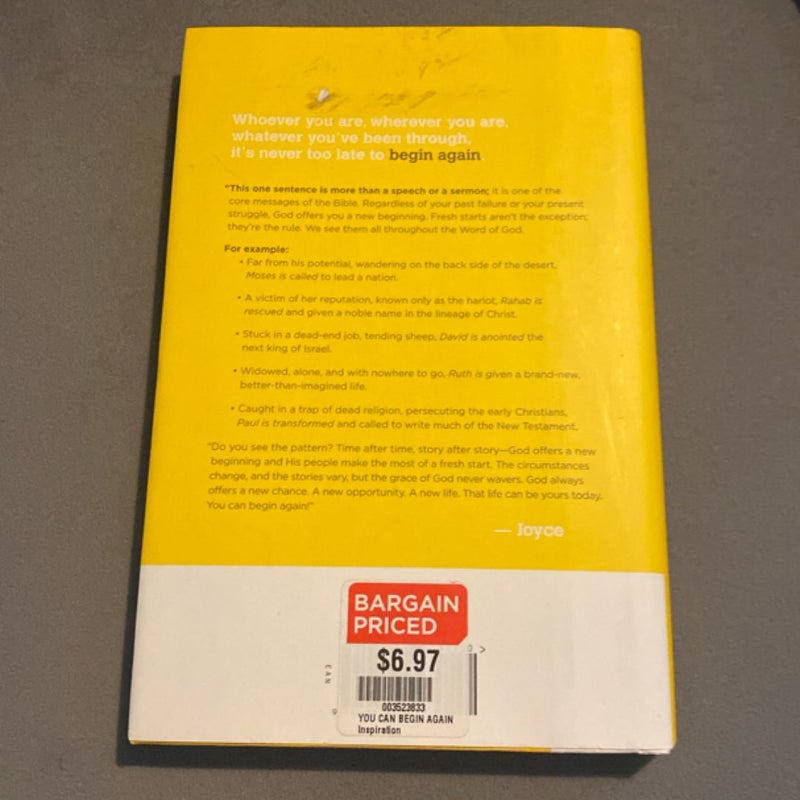 Whoever you are, wherever you are,
whatever you've been through,
it's never too late to begin again.
"This one sentence is more than a speech or a sermon; it is one of the
core messages of the Bible. Regardless of your past failure or your present
struggle, God offers you a new beginning. Fresh starts aren't the exception;
they're the rule. We see them all throughout the Word of God.
For example:
• Far from his potential, wandering on the back side of the desert,
Moses is called to lead a nation.
• A victim of her reputation, known only as the harlot, Rahab is
rescued and given a noble name in the lineage of Christ.
• Stuck in a dead-end job, tending sheep, David is anointed the
next king of Israel.
• Widowed, alone, and with nowhere to go, Ruth is given a brand-new,
better-than-imagined life.
• Caught in a trap of dead religion, persecuting the early Christians,
Paul is transformed and called to write much of the New Testament.
"Do you see the pattern? Time after time, story after story—God offers a new
beginning and His people make the most of a fresh start. The circumstances
change, and the stories vary, but the grace of God never wavers. God always
offers a new chance. A new opportunity. A new life. That life can be yours today.
You can begin again!"
— Joyce
BARGAIN
PRICED
$6.97
003523833
YOU CAN BEGIN AGAIN
Inspiration
EAN